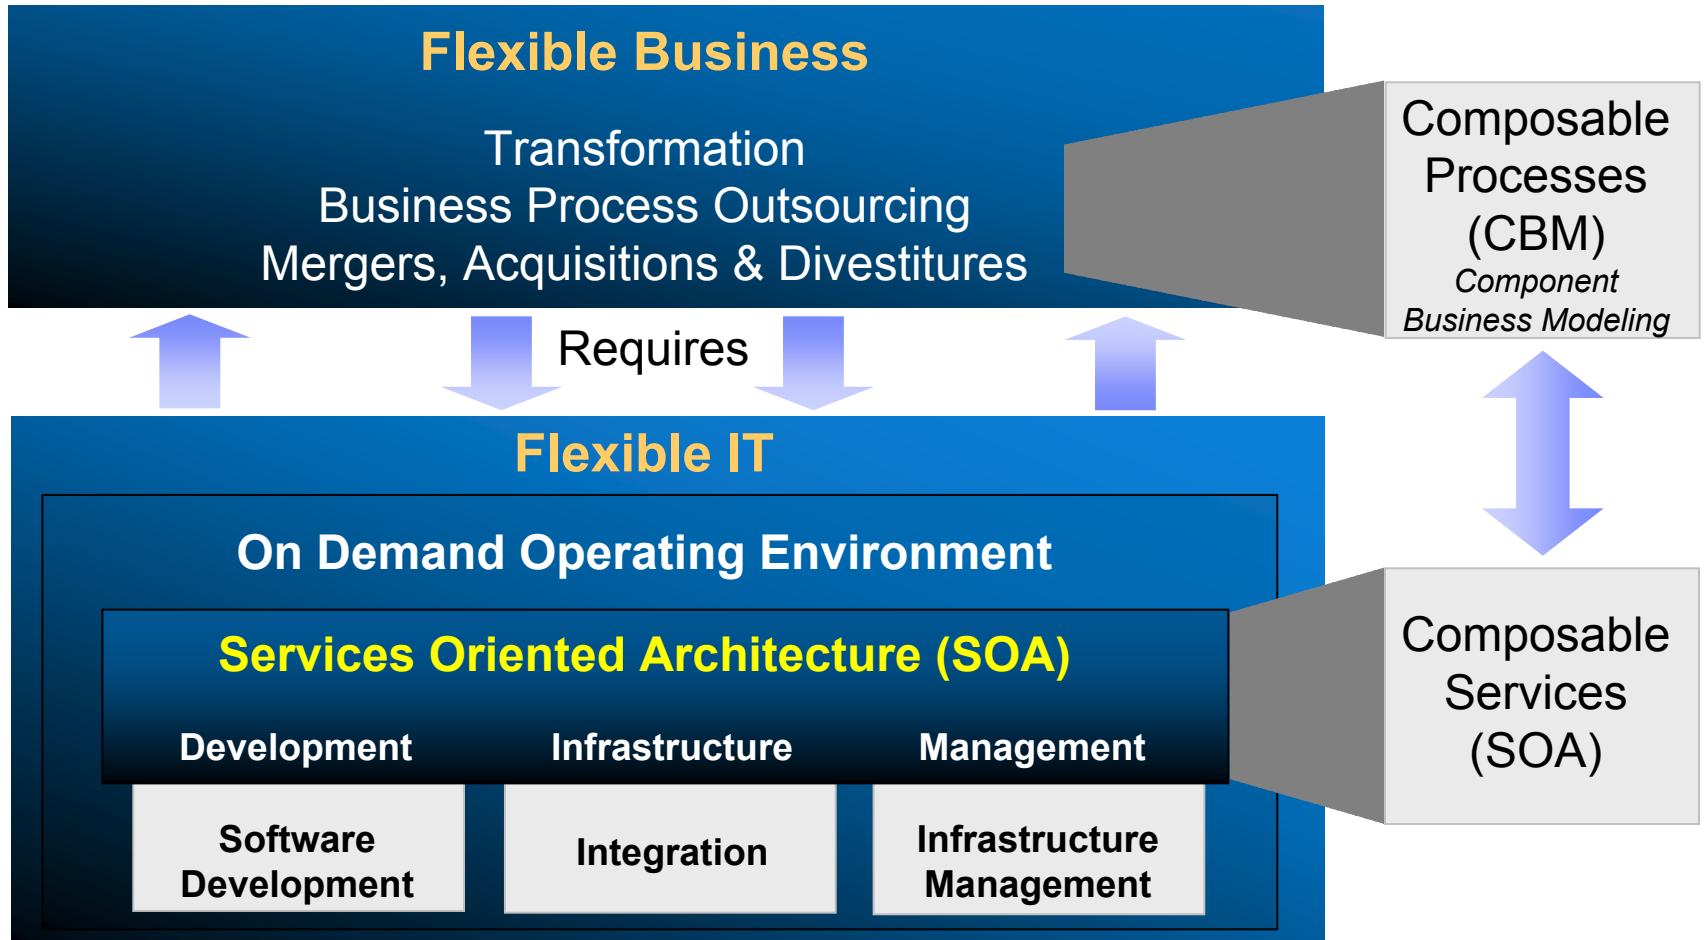 Flexible Business
Transformation
Business Process Outsourcing
Mergers, Acquisitions & Divestitures
Composable
Processes
(CBM)
Component
Business Modeling
Requires
Flexible IT
On Demand Operating Environment
Services Oriented Architecture (SOA)
Development
Infrastructure
Management
Software
Development
Integration
Infrastructure
Management
Composable
Services
(SOA)